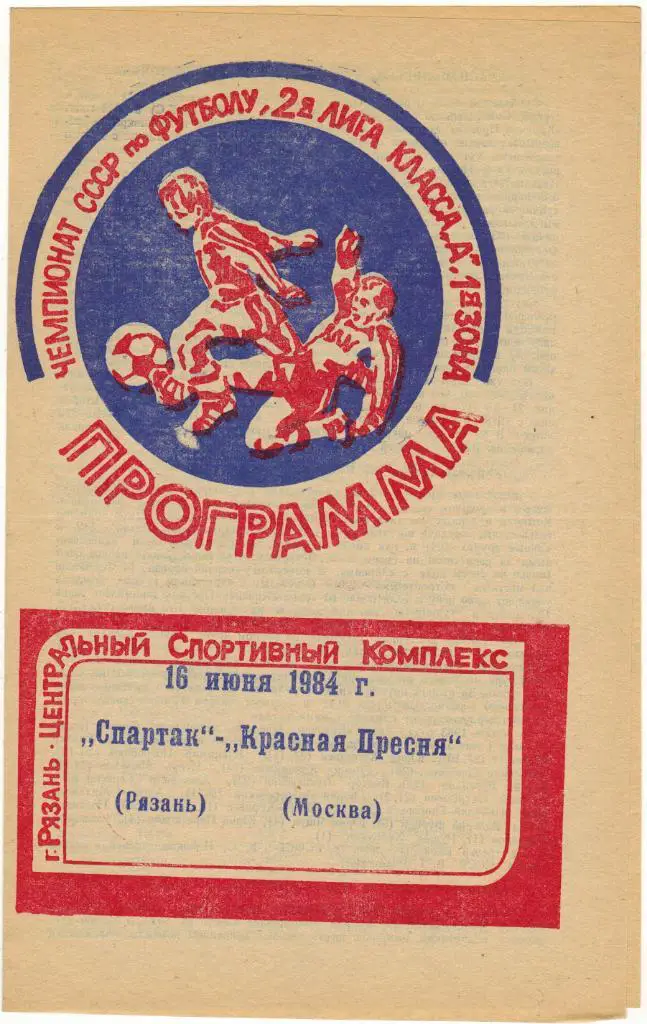 ЧЕМПИОНАТ СССР по ФУТБОЛУ, 2я ЛИГА КЛАССА „А", 1я ЗОНА
ПРОГРАММА
г. РЯЗАНЬ · ЦЕНТРАЛЬНЫЙ СПОРТИВНЫЙ КОМПЛЕКС
16 июня 1984 г.
„Спартак"-„Красная Пресня"
(Рязань) (Москва)